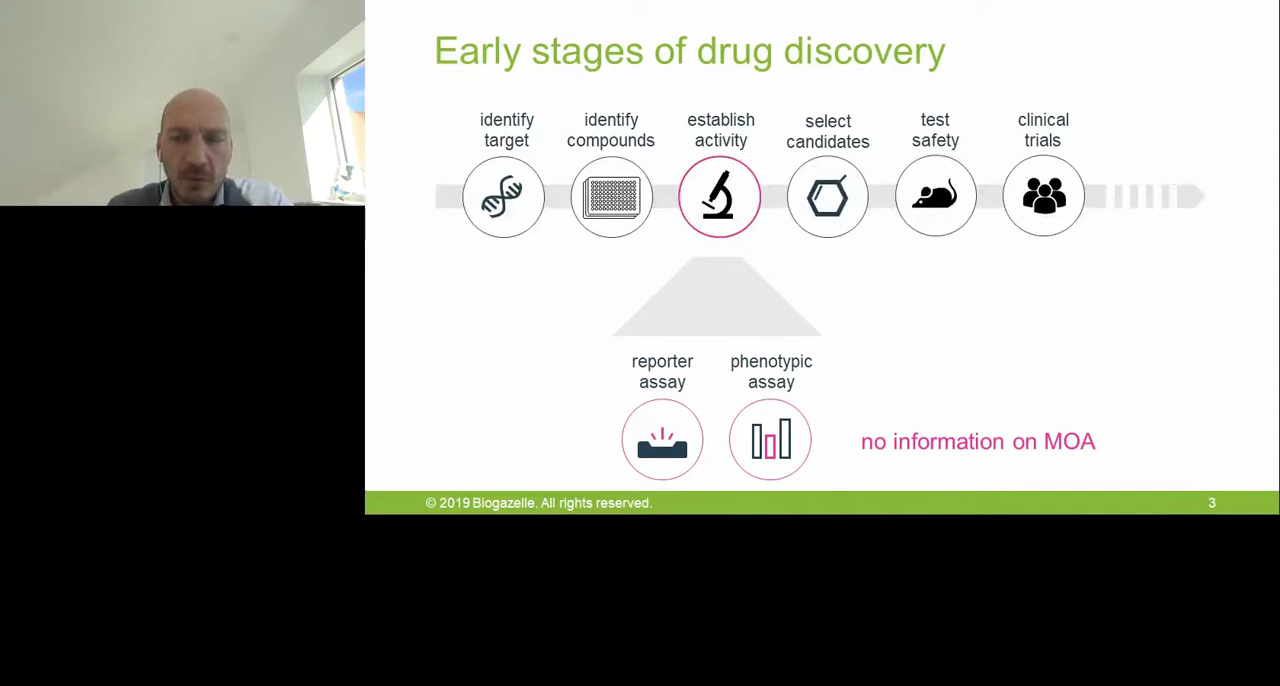 Early stages of drug discovery
identify
target
identify
compounds
establish
activity
select
candidates
test
safety
clinical
trials
reporter
assay
phenotypic
assay
no information on MOA
© 2019 Biogazelle. All rights reserved.
3